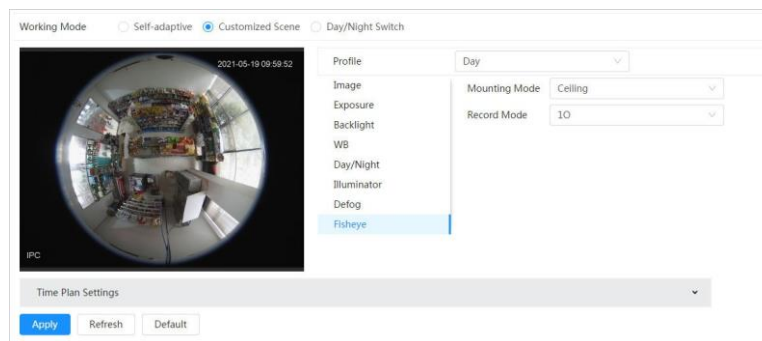 Working Mode Self-adaptive Customized Scene Day/Night Switch
2021-05-19 09:59:52
IPC
Profile Day
Image
Exposure
Backlight
WB
Day/Night
Illuminator
Defog
Fisheye
Mounting Mode Ceiling
Record Mode 1O
Time Plan Settings
Apply Refresh Default